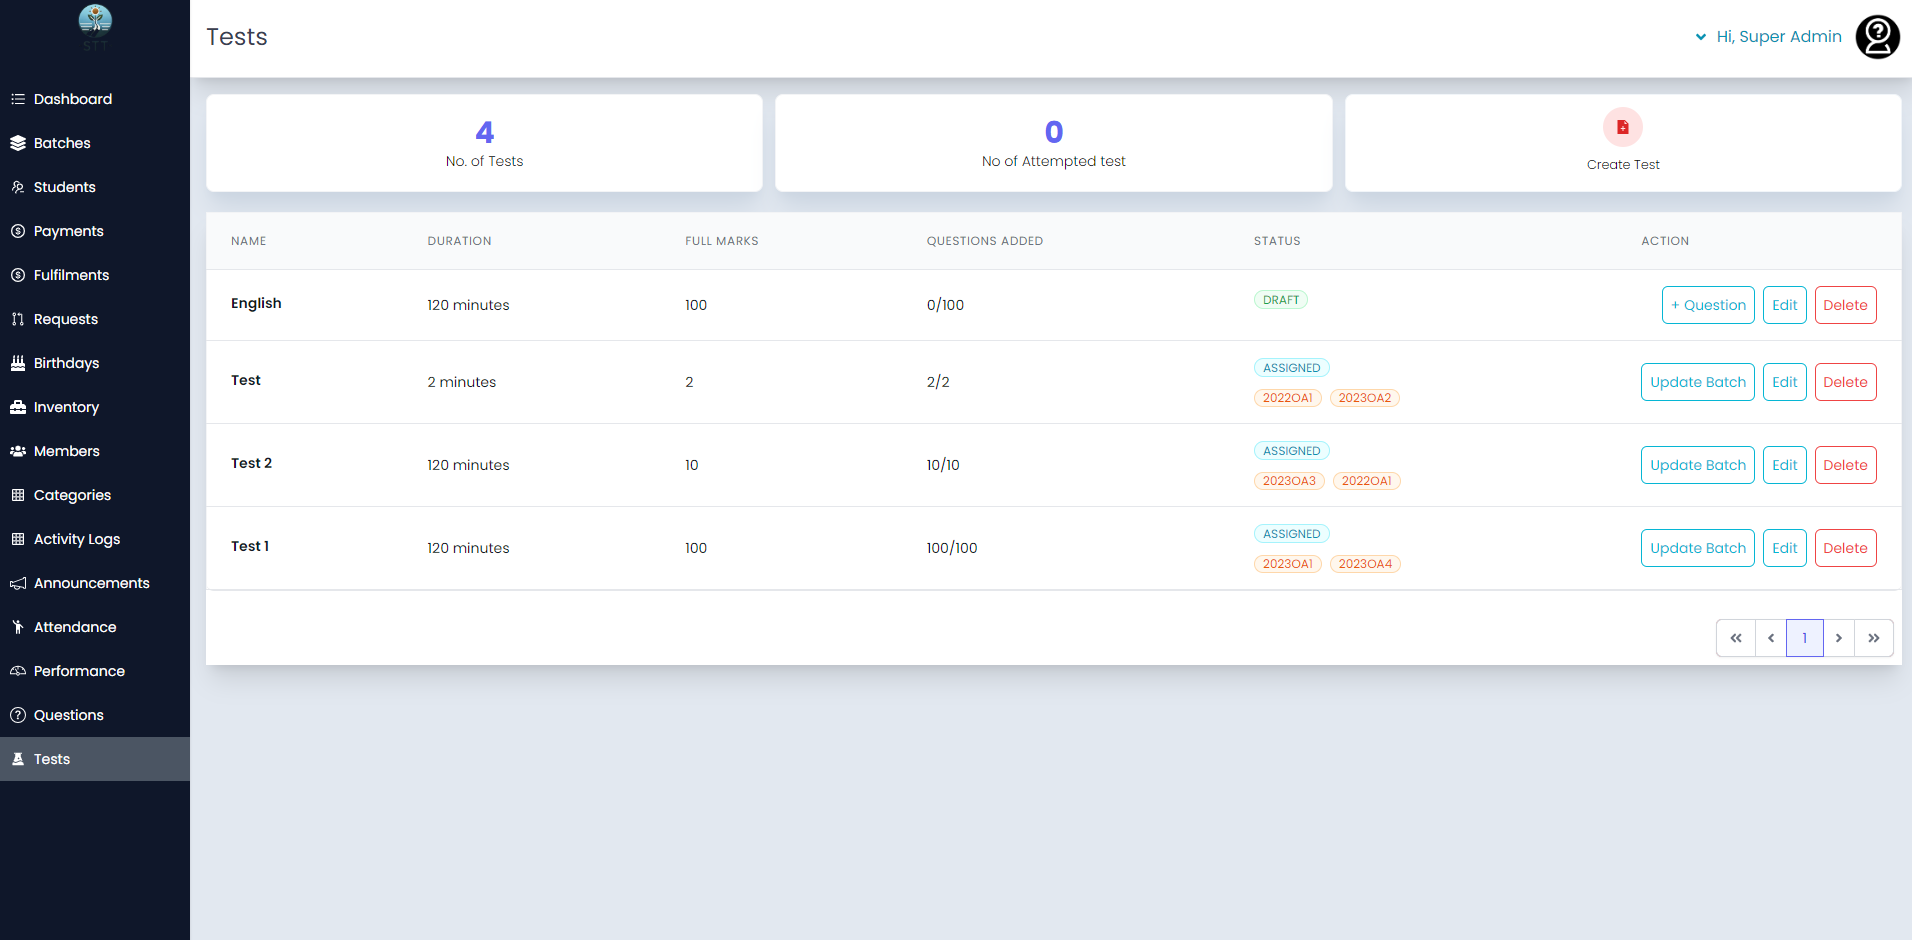 STT
Tests
Hi, Super Admin
Dashboard
Batches
Students
Payments
Fulfilments
Requests
Birthdays
Inventory
Members
Categories
Activity Logs
Announcements
Attendance
Performance
Questions
Tests
4
No. of Tests
0
No of Attempted test
Create Test
NAME DURATION FULL MARKS QUESTIONS ADDED STATUS ACTION
English 120 minutes 100 0/100 DRAFT + Question Edit Delete
Test 2 minutes 2 2/2 ASSIGNED Update Batch Edit Delete
2022OA1 2023OA2
Test 2 120 minutes 10 10/10 ASSIGNED Update Batch Edit Delete
2023OA3 2022OA1
Test 1 120 minutes 100 100/100 ASSIGNED Update Batch Edit Delete
2023OA1 2023OA4
« ‹ 1 › »